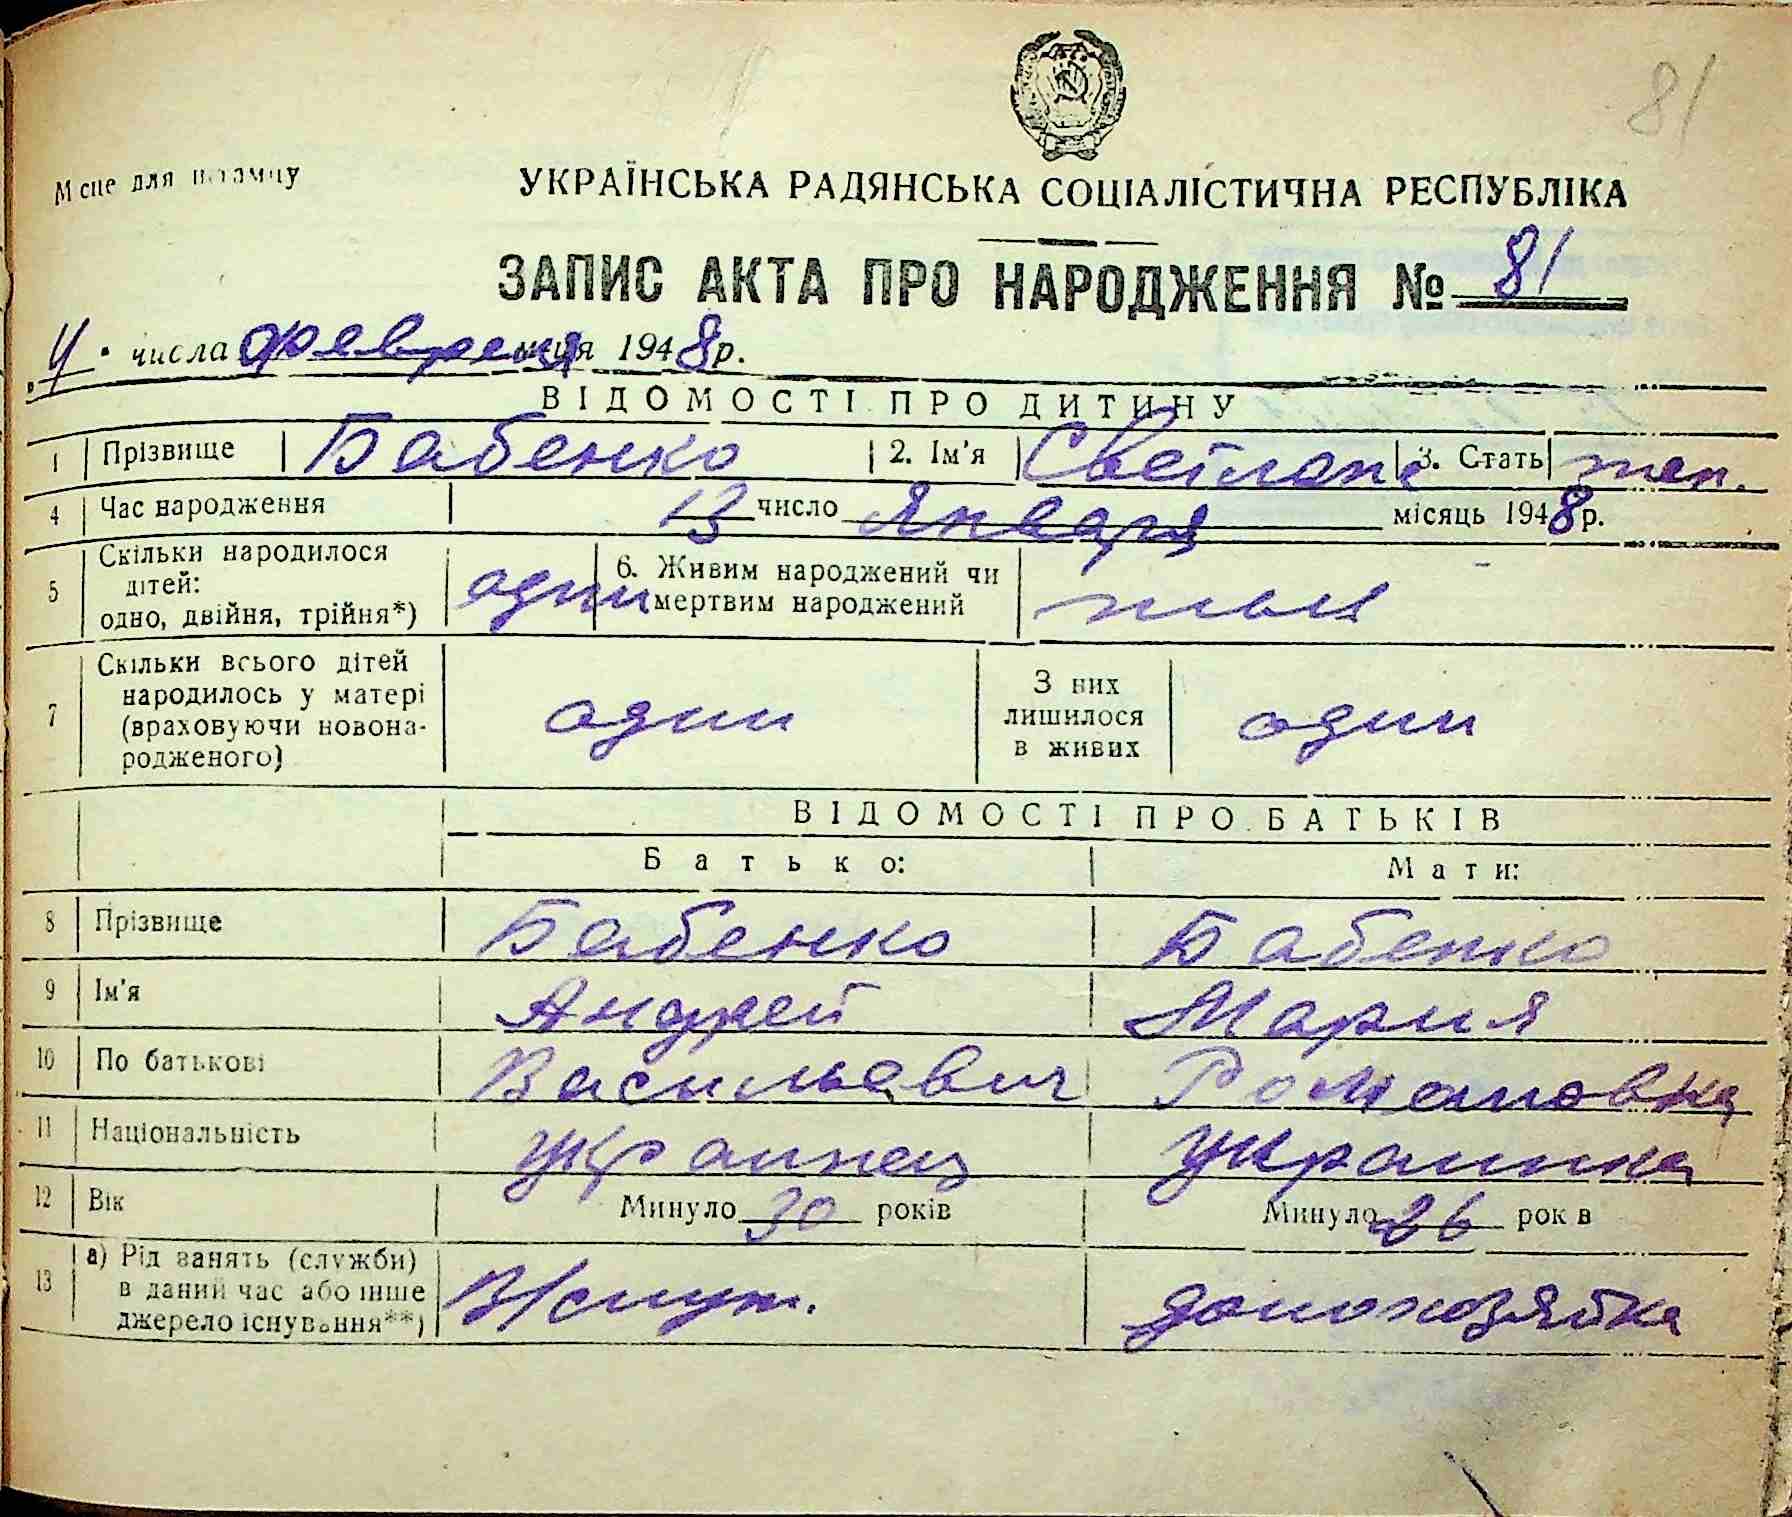 81
Місце для штампу
УКРАЇНСЬКА РАДЯНСЬКА СОЦІАЛІСТИЧНА РЕСПУБЛІКА
ЗАПИС АКТА ПРО НАРОДЖЕННЯ № 81
„4" числа февреля місця 1948 р.
ВІДОМОСТІ ПРО ДИТИНУ
1 Прізвище Бабенко 2. Ім'я Светлана 3. Стать жен.
4 Час народження 13 число Января місяць 1948 р.
5 Скільки народилося дітей: одно, двійня, трійня*) один 6. Живим народжений чи мертвим народжений
7 Скільки всього дітей народилось у матері (враховуючи новонародженого) один З них лишилося в живих один
ВІДОМОСТІ ПРО БАТЬКІВ
Батько: Мати:
8 Прізвище Бабенко Бабенко
9 Ім'я Андрей Мария
10 По батькові Васильевич Романовна
11 Національність украинец украинка
12 Вік Минуло 30 років Минуло 26 років
13 а) Рід занять (служби) в даний час або інше джерело існування**) В/служ. домохозяйка